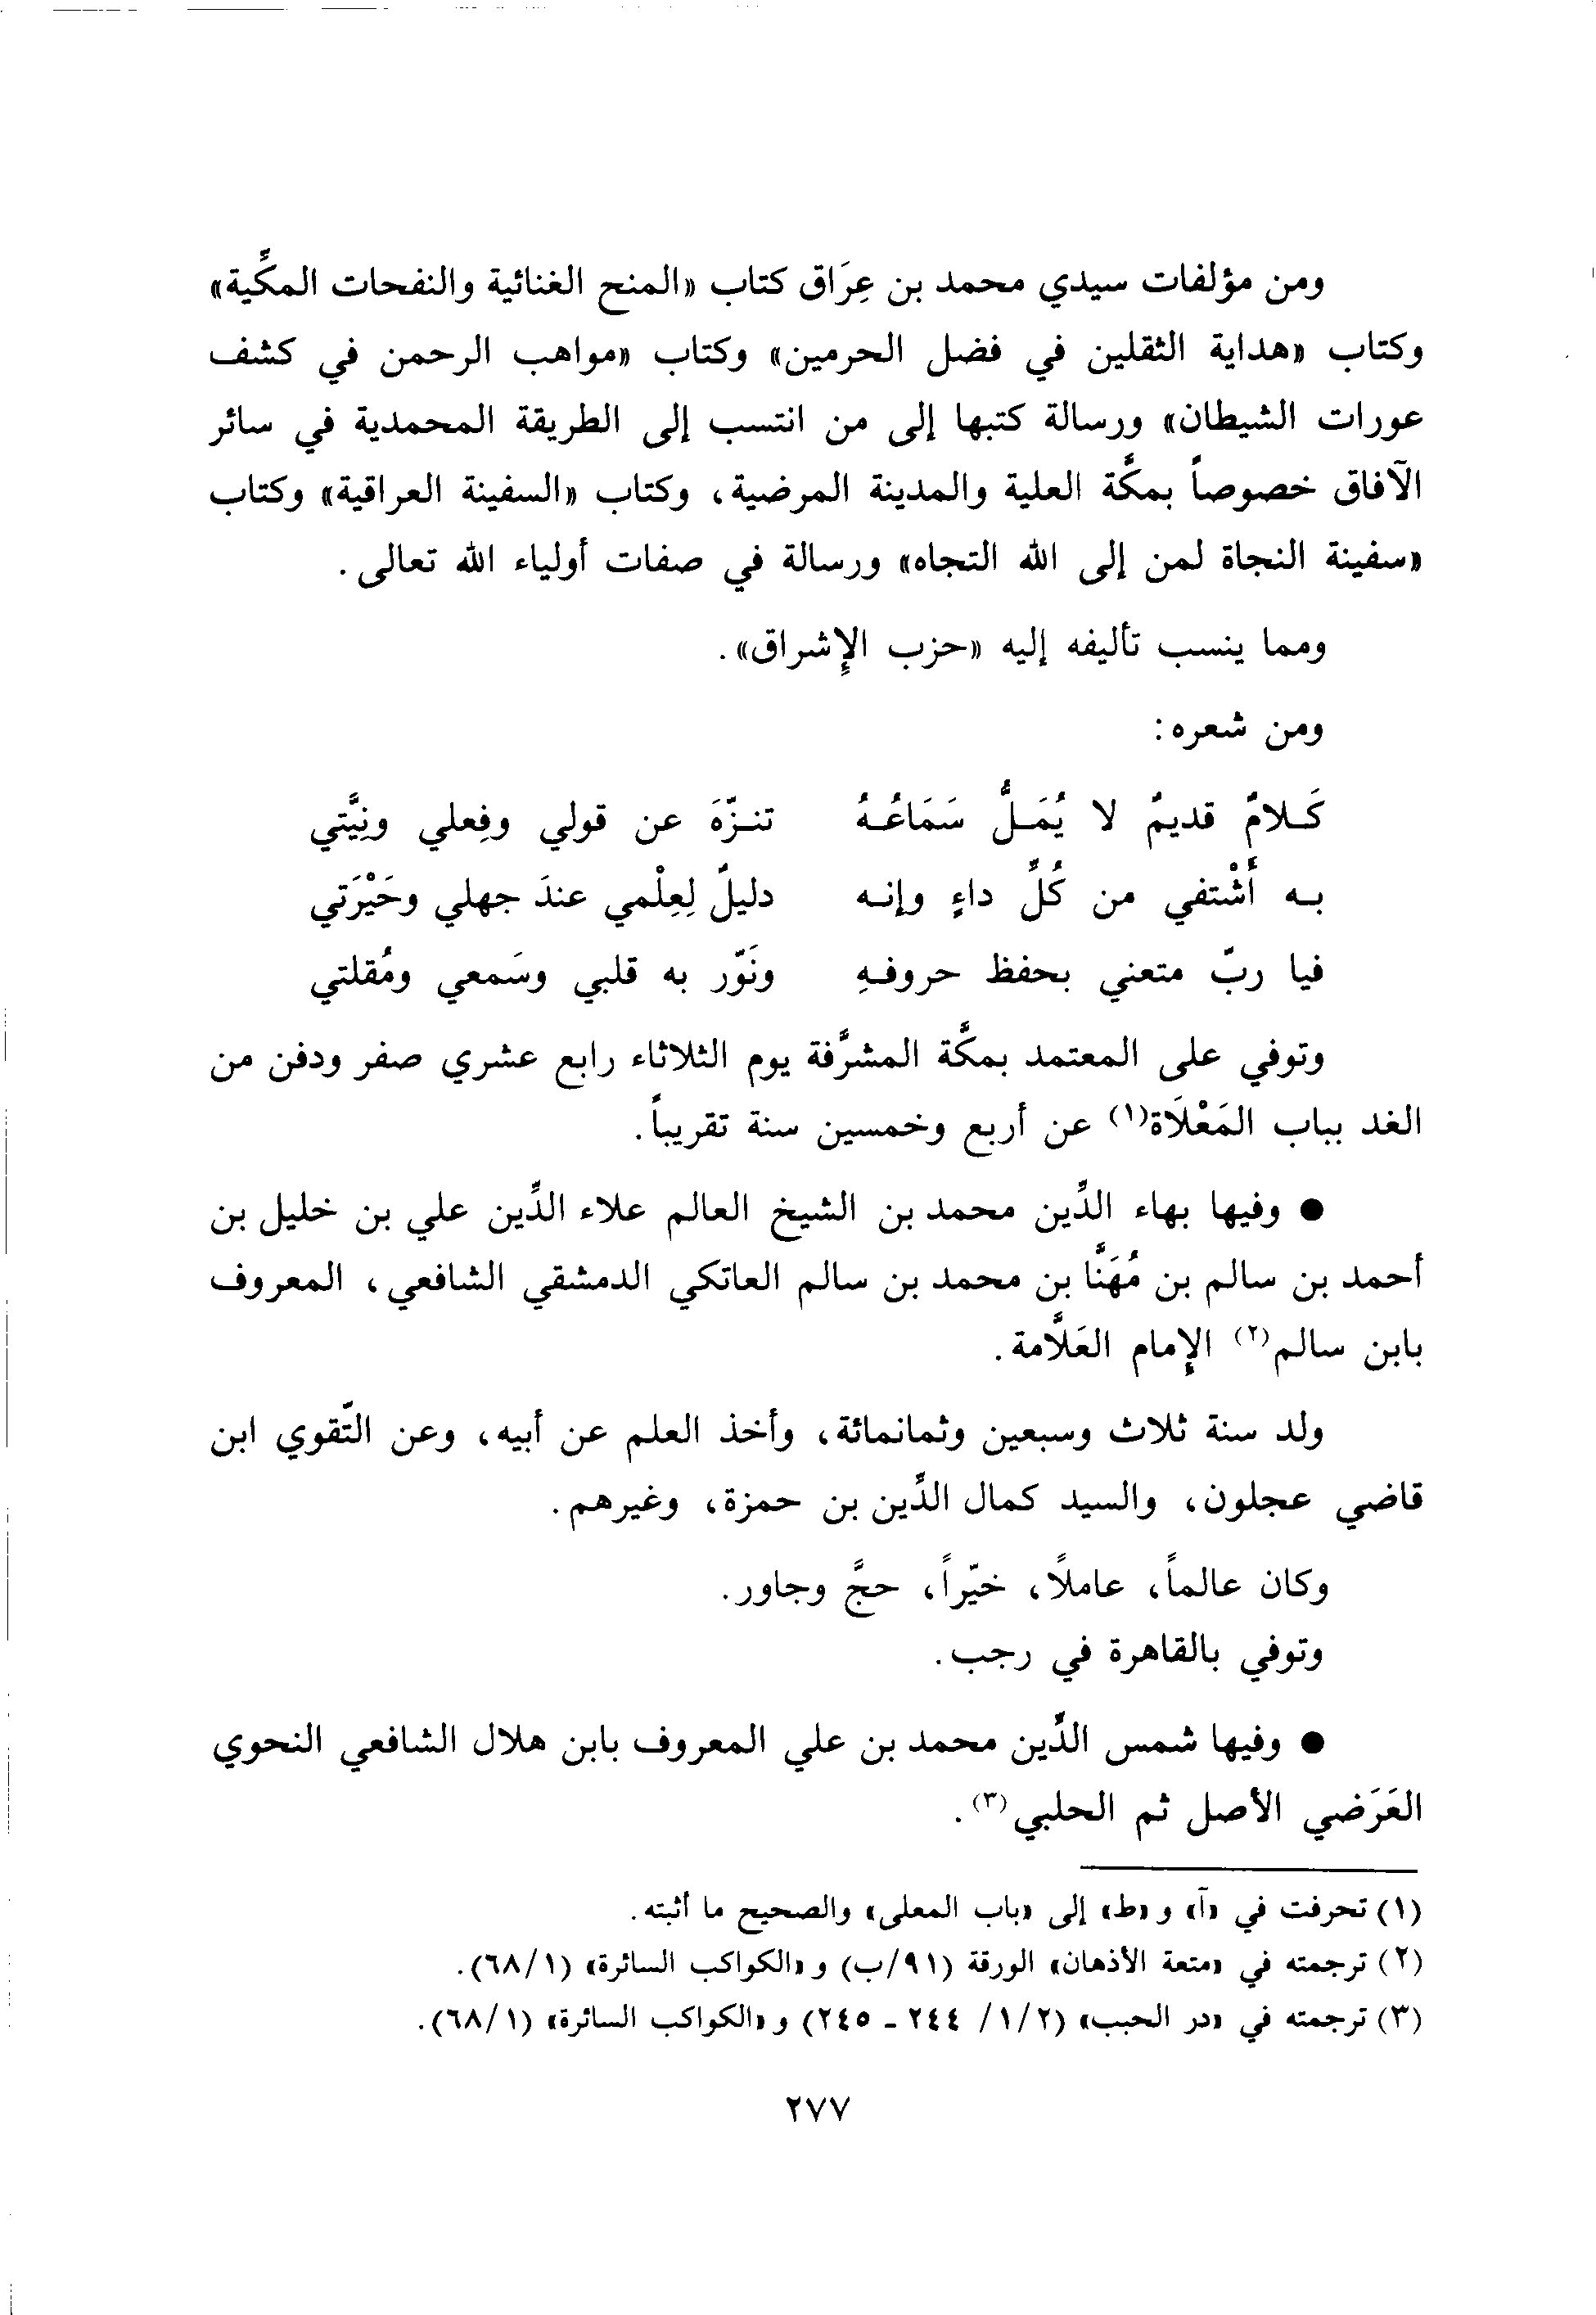 ومن مؤلفات سيدي محمد بن عِرَاق كتاب «المنح الغنائية والنفحات المكِّية»
وكتاب «هداية الثقلين في فضل الحرمين» وكتاب «مواهب الرحمن في كشف
عورات الشيطان» ورسالة كتبها إلى من انتسب إلى الطريقة المحمدية في سائر
الآفاق خصوصاً بمكَّة العلية والمدينة المرضية، وكتاب «السفينة العراقية» وكتاب
«سفينة النجاة لمن إلى الله التجاه» ورسالة في صفات أولياء الله تعالى.
ومما ينسب تأليفه إليه «حزب الإِشراق».
ومن شعره:
كَـلامٌ قديمٌ لا يُمَـلُّ سَمَاعُـهُ تنـزّهَ عن قولي وفِعلي ونِيَّتي
بـه أَشْتفي من كُلِّ داءٍ وإنـه دليلٌ لِعِلْمي عندَ جهلي وحَيْرَتي
فيا ربّ متعني بحفظ حروفـهِ ونَوّر به قلبي وسَمعي ومُقلتي
وتوفي على المعتمد بمكَّة المشرَّفة يوم الثلاثاء رابع عشري صفر ودفن من
الغد بباب المَعْلَاة(١) عن أربع وخمسين سنة تقريباً.
● وفيها بهاء الدِّين محمد بن الشيخ العالم علاء الدِّين علي بن خليل بن
أحمد بن سالم بن مُهَنَّا بن محمد بن سالم العاتكي الدمشقي الشافعي، المعروف
بابن سالم(٢) الإِمام العَلَّامة.
ولد سنة ثلاث وسبعين وثمانمائة، وأخذ العلم عن أبيه، وعن التّقوي ابن
قاضي عجلون، والسيد كمال الدِّين بن حمزة، وغيرهم.
وكان عالماً، عاملاً، خيّراً، حجَّ وجاور.
وتوفي بالقاهرة في رجب.
● وفيها شمس الدِّين محمد بن علي المعروف بابن هلال الشافعي النحوي
العَرَضي الأصل ثم الحلبي(٣).
(١) تحرفت في «آ» و «ط» إلى «باب المعلى» والصحيح ما أثبته.
(٢) ترجمته في «متعة الأذهان» الورقة (٩١/ب) و «الكواكب السائرة» (٦٨/١).
(٣) ترجمته في «در الحبب» (٢/١/ ٢٤٤ - ٢٤٥) و «الكواكب السائرة» (٦٨/١).
٢٧٧